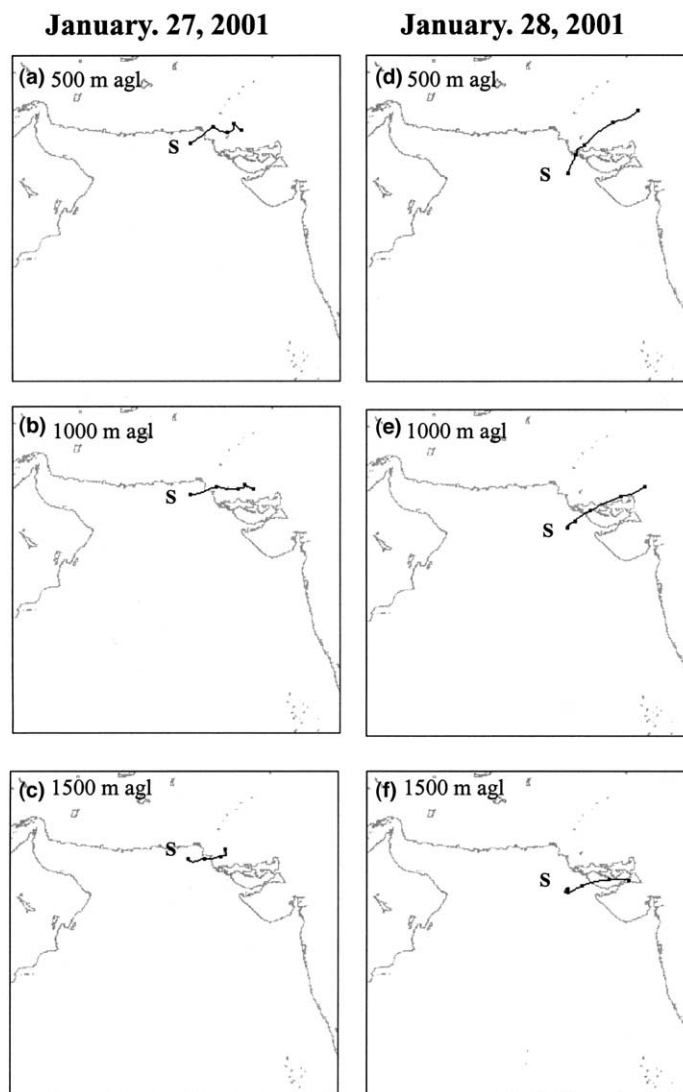 January. 27, 2001
January. 28, 2001
(a) 500 m agl
S
(d) 500 m agl
S
(b) 1000 m agl
S
(e) 1000 m agl
S
(c) 1500 m agl
S
(f) 1500 m agl
S